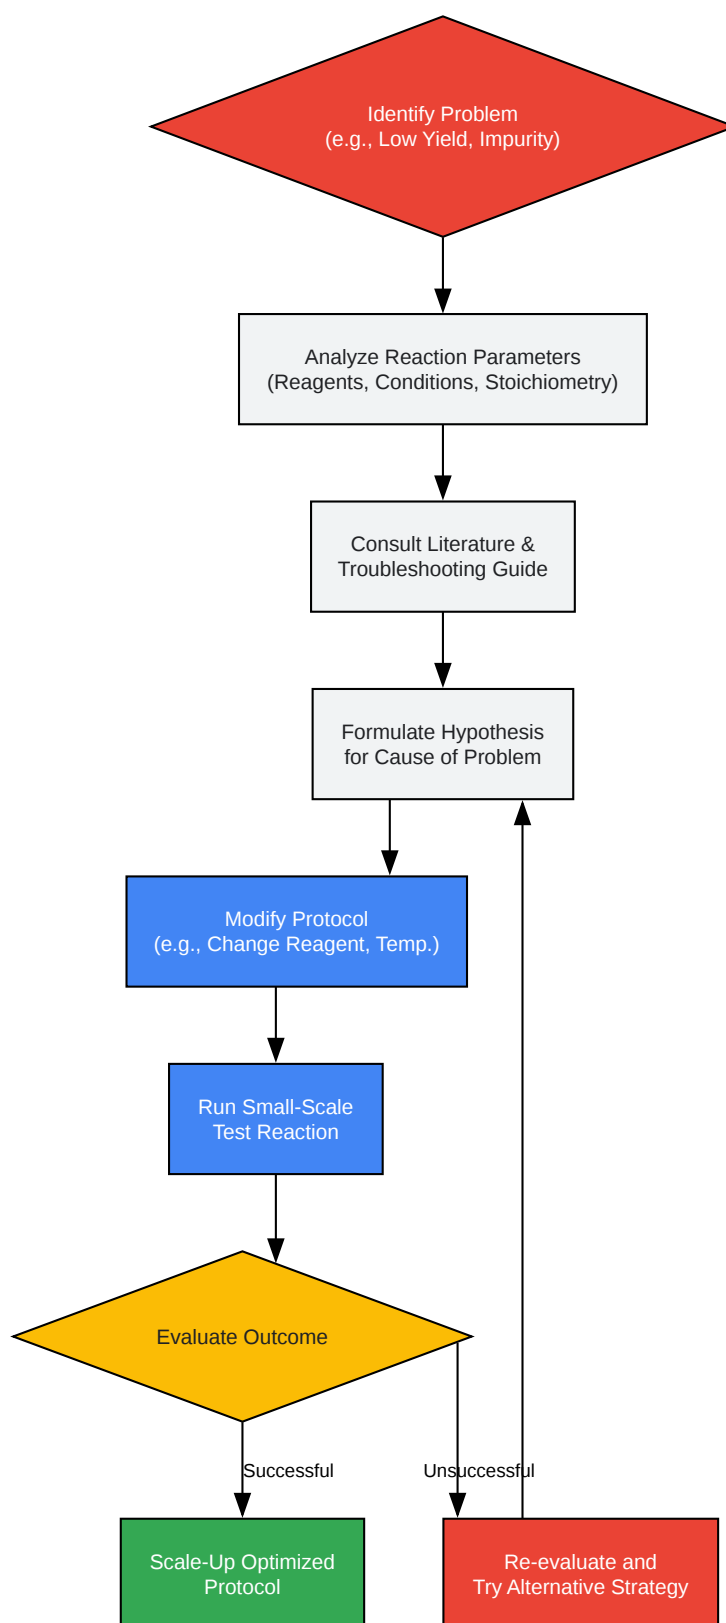 Identify Problem
(e.g., Low Yield, Impurity)
Analyze Reaction Parameters
(Reagents, Conditions, Stoichiometry)
Consult Literature &
Troubleshooting Guide
Formulate Hypothesis
for Cause of Problem
Modify Protocol
(e.g., Change Reagent, Temp.)
Run Small-Scale
Test Reaction
Evaluate Outcome
Successful
Unsuccessful
Scale-Up Optimized
Protocol
Re-evaluate and
Try Alternative Strategy